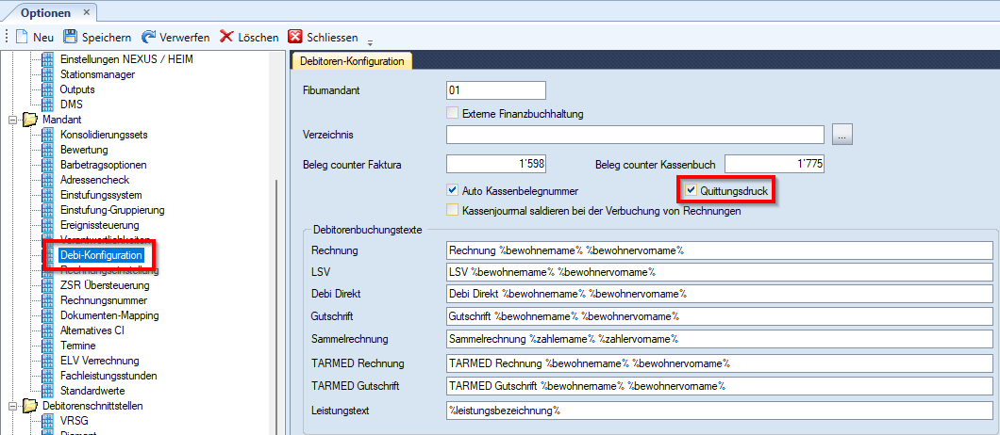 Optionen ×
Neu Speichern Verwerfen Löschen Schliessen
Einstellungen NEXUS / HEIM
Stationsmanager
Outputs
DMS
Mandant
Konsolidierungssets
Bewertung
Barbetragsoptionen
Adressencheck
Einstufungssystem
Einstufung-Gruppierung
Ereignissteuerung
Verantwortlichkeiten
Debi-Konfiguration
Rechnungseinstellung
ZSR Übersteuerung
Rechnungsnummer
Dokumenten-Mapping
Alternatives CI
Termine
ELV Verrechnung
Fachleistungsstunden
Standardwerte
Debitorenschnittstellen
VRSG
Diamant
Debitoren-Konfiguration
Fibumandant 01
Externe Finanzbuchhaltung
Verzeichnis ...
Beleg counter Faktura 1'598 Beleg counter Kassenbuch 1'775
Auto Kassenbelegnummer Quittungsdruck
Kassenjournal saldieren bei der Verbuchung von Rechnungen
Debitorenbuchungstexte
Rechnung Rechnung %bewohnername% %bewohnervorname%
LSV LSV %bewohnername% %bewohnervorname%
Debi Direkt Debi Direkt %bewohnername% %bewohnervorname%
Gutschrift Gutschrift %bewohnername% %bewohnervorname%
Sammelrechnung Sammelrechnung %zahlername% %zahlervorname%
TARMED Rechnung TARMED Rechnung %bewohnername% %bewohnervorname%
TARMED Gutschrift TARMED Gutschrift %bewohnername% %bewohnervorname%
Leistungstext %leistungsbezeichnung%